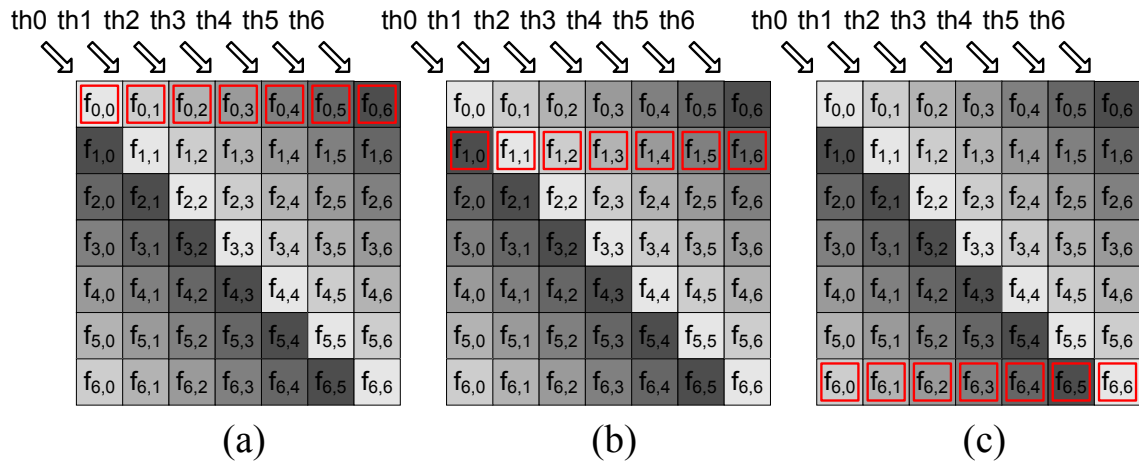 th0 th1 th2 th3 th4 th5 th6 th0 th1 th2 th3 th4 th5 th6 th0 th1 th2 th3 th4 th5 th6
f0,0 f0,1 f0,2 f0,3 f0,4 f0,5 f0,6 f0,0 f0,1 f0,2 f0,3 f0,4 f0,5 f0,6 f0,0 f0,1 f0,2 f0,3 f0,4 f0,5 f0,6
f1,0 f1,1 f1,2 f1,3 f1,4 f1,5 f1,6 f1,0 f1,1 f1,2 f1,3 f1,4 f1,5 f1,6 f1,0 f1,1 f1,2 f1,3 f1,4 f1,5 f1,6
f2,0 f2,1 f2,2 f2,3 f2,4 f2,5 f2,6 f2,0 f2,1 f2,2 f2,3 f2,4 f2,5 f2,6 f2,0 f2,1 f2,2 f2,3 f2,4 f2,5 f2,6
f3,0 f3,1 f3,2 f3,3 f3,4 f3,5 f3,6 f3,0 f3,1 f3,2 f3,3 f3,4 f3,5 f3,6 f3,0 f3,1 f3,2 f3,3 f3,4 f3,5 f3,6
f4,0 f4,1 f4,2 f4,3 f4,4 f4,5 f4,6 f4,0 f4,1 f4,2 f4,3 f4,4 f4,5 f4,6 f4,0 f4,1 f4,2 f4,3 f4,4 f4,5 f4,6
f5,0 f5,1 f5,2 f5,3 f5,4 f5,5 f5,6 f5,0 f5,1 f5,2 f5,3 f5,4 f5,5 f5,6 f5,0 f5,1 f5,2 f5,3 f5,4 f5,5 f5,6
f6,0 f6,1 f6,2 f6,3 f6,4 f6,5 f6,6 f6,0 f6,1 f6,2 f6,3 f6,4 f6,5 f6,6 f6,0 f6,1 f6,2 f6,3 f6,4 f6,5 f6,6
(a) (b) (c)